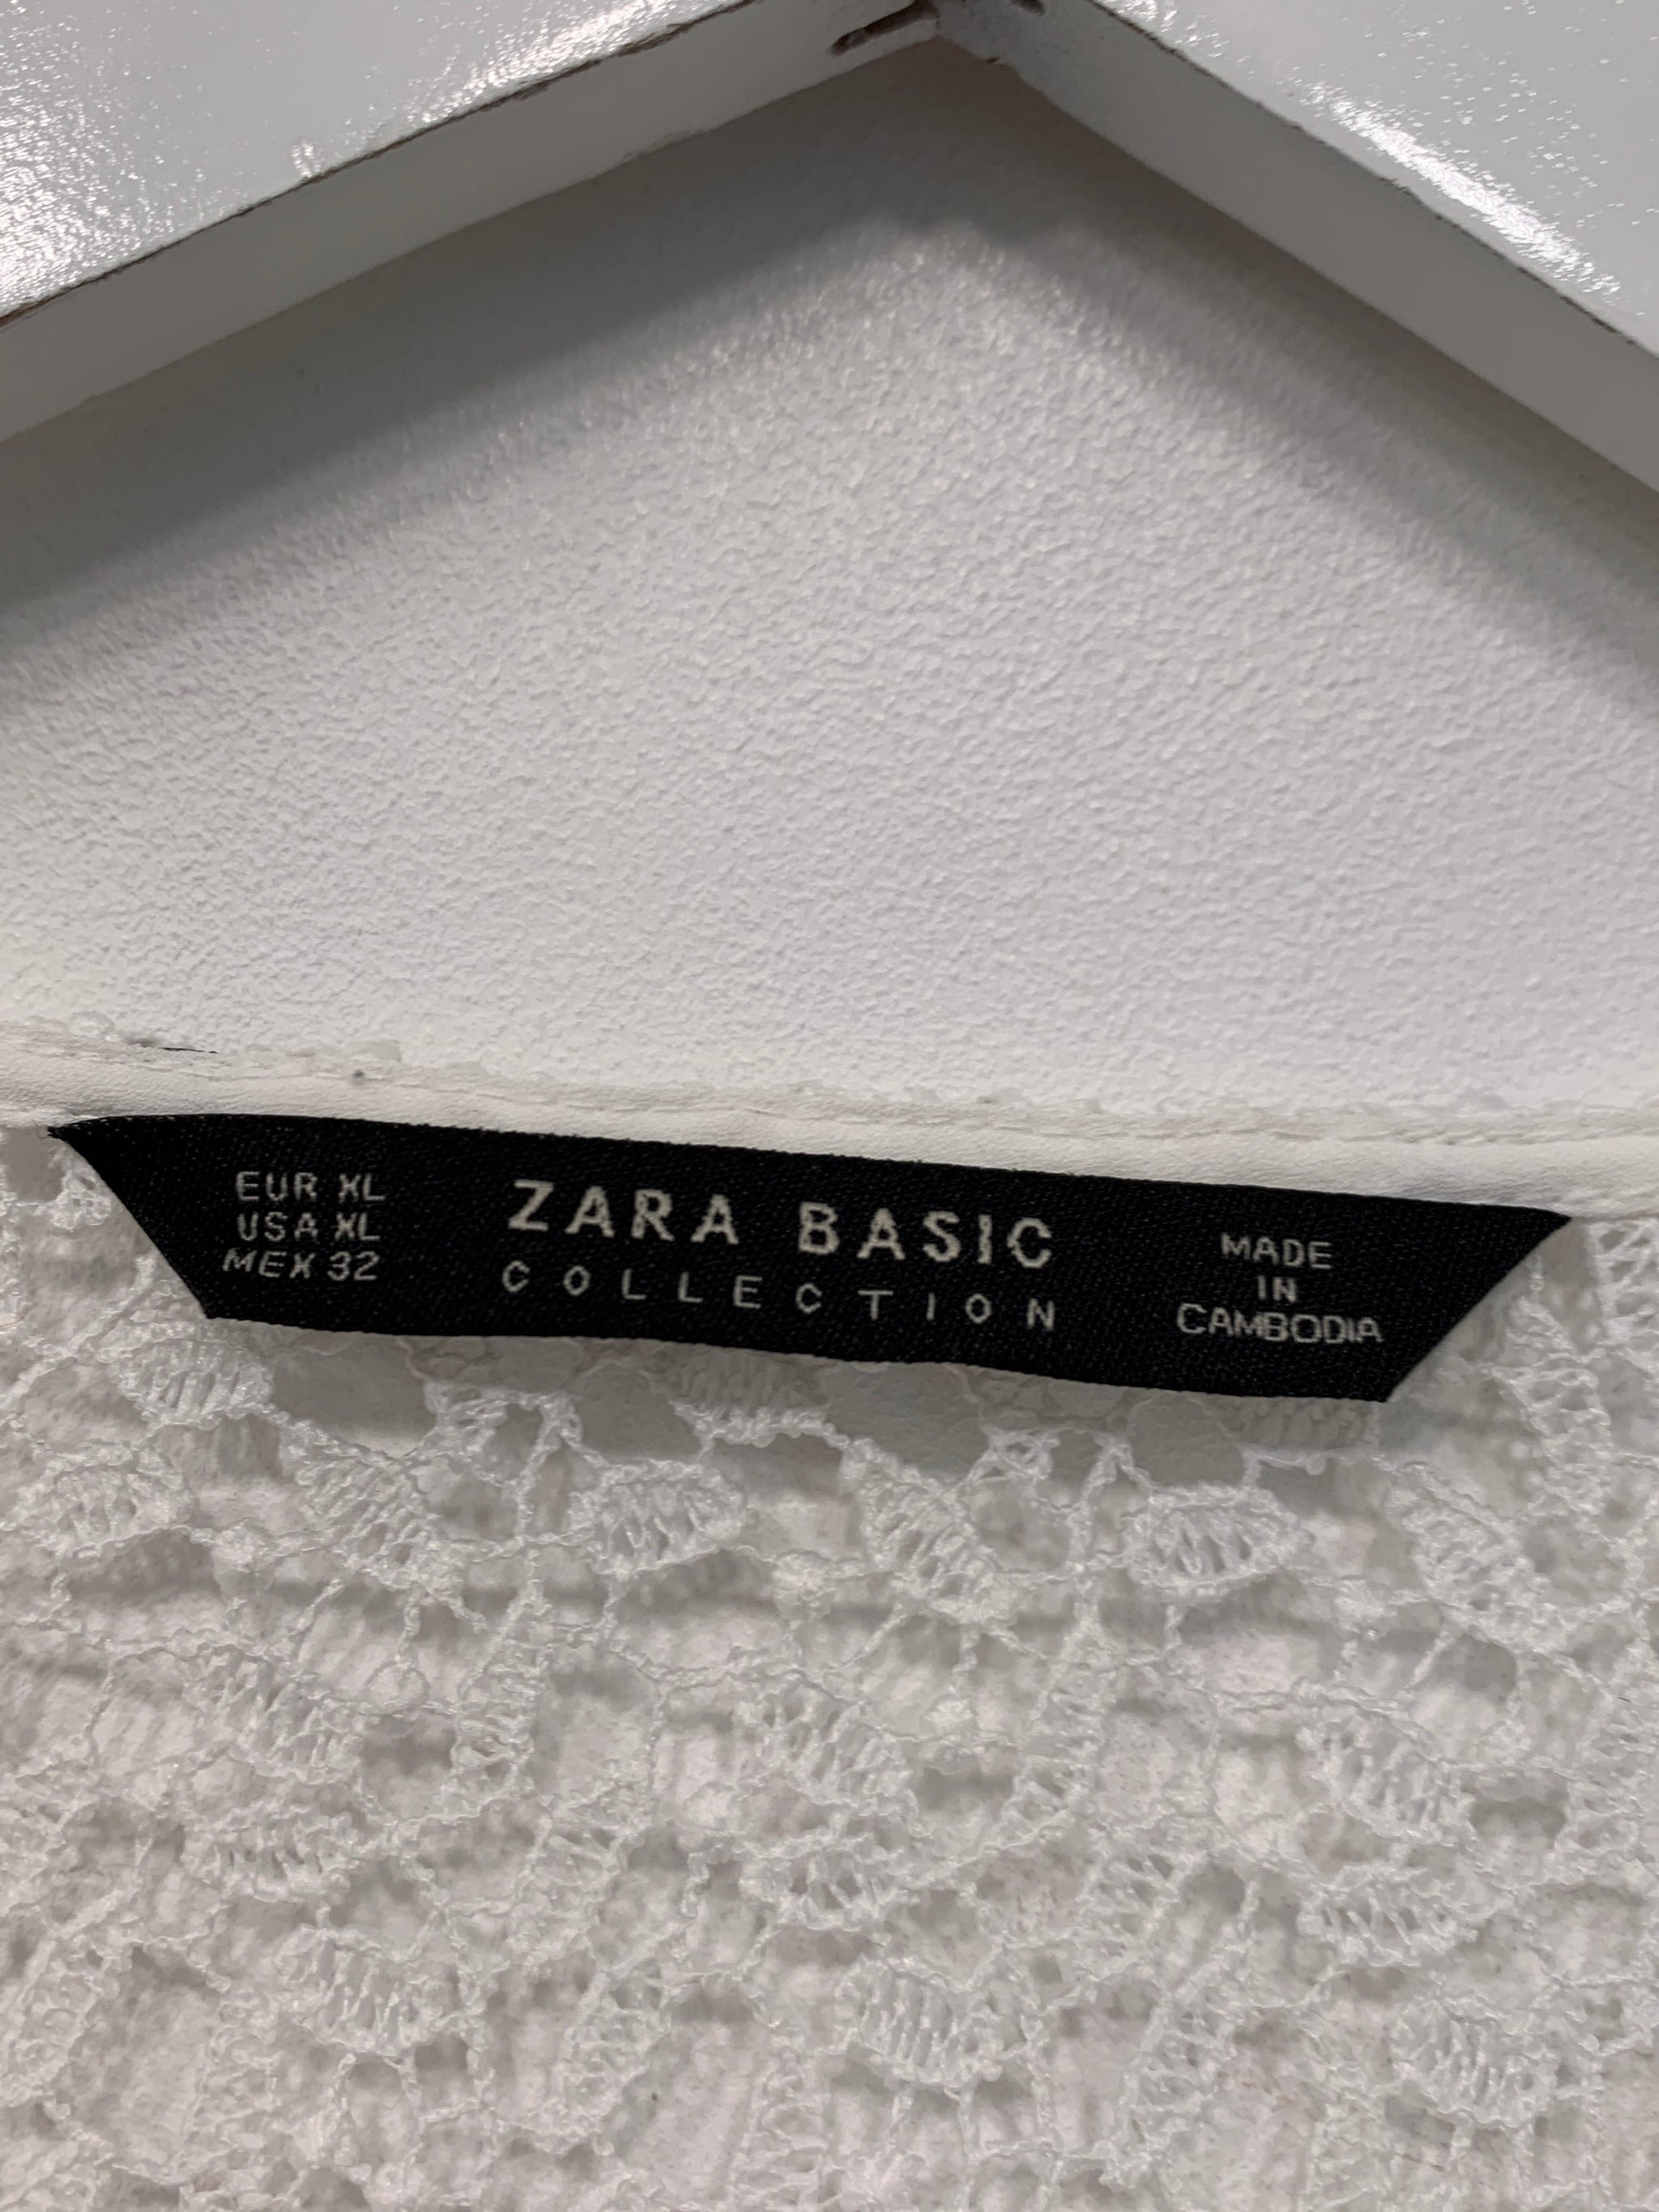 EUR XL
USA XL
MEX 32
ZARA BASIC
COLLECTION
MADE
IN
CAMBODIA